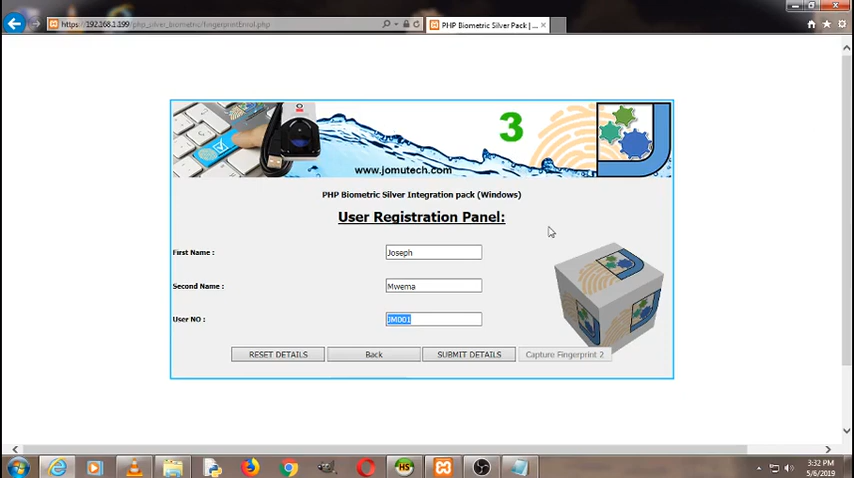 https://192.168.1.199/php_silver_biometric/fingerprintEnrol.php
PHP Biometric Silver Pack | ...
3
www.jomutech.com
PHP Biometric Silver Integration pack (Windows)
User Registration Panel:
First Name : Joseph
Second Name : Mwema
User NO : JM001
RESET DETAILS Back SUBMIT DETAILS Capture Fingerprint 2
HS
3:32 PM
5/6/2019